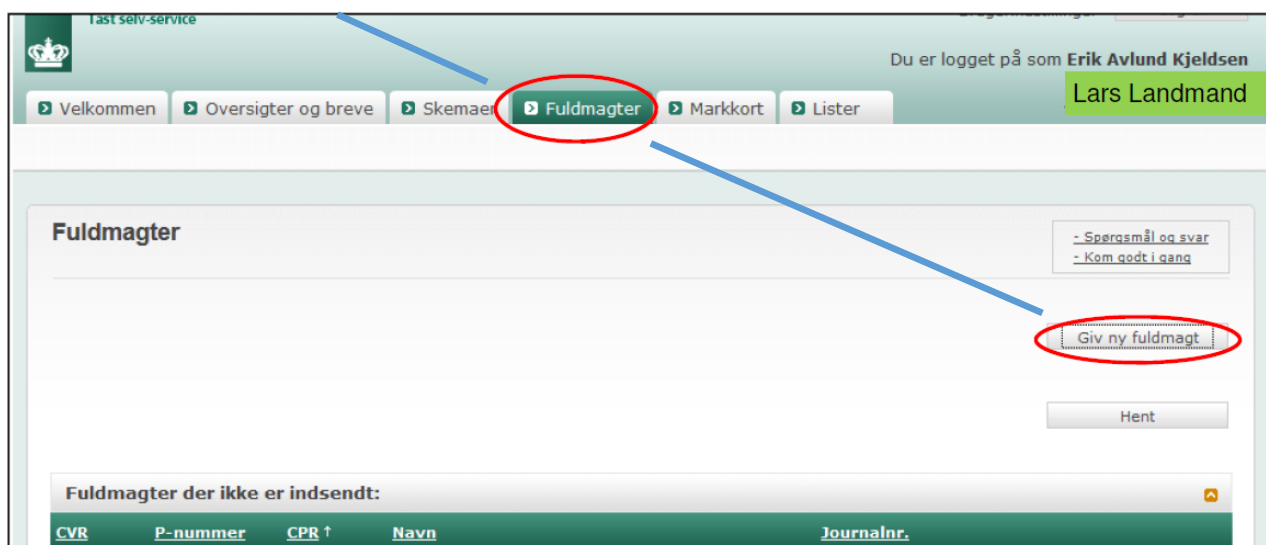 Tast selv-service
Du er logget på som Erik Avlund Kjeldsen
Lars Landmand
Velkommen
Oversigter og breve
Skemaer
Fuldmagter
Markkort
Lister
Fuldmagter
- Spørgsmål og svar
- Kom godt i gang
Giv ny fuldmagt
Hent
Fuldmagter der ikke er indsendt:
CVR P-nummer CPR ↑ Navn Journalnr.